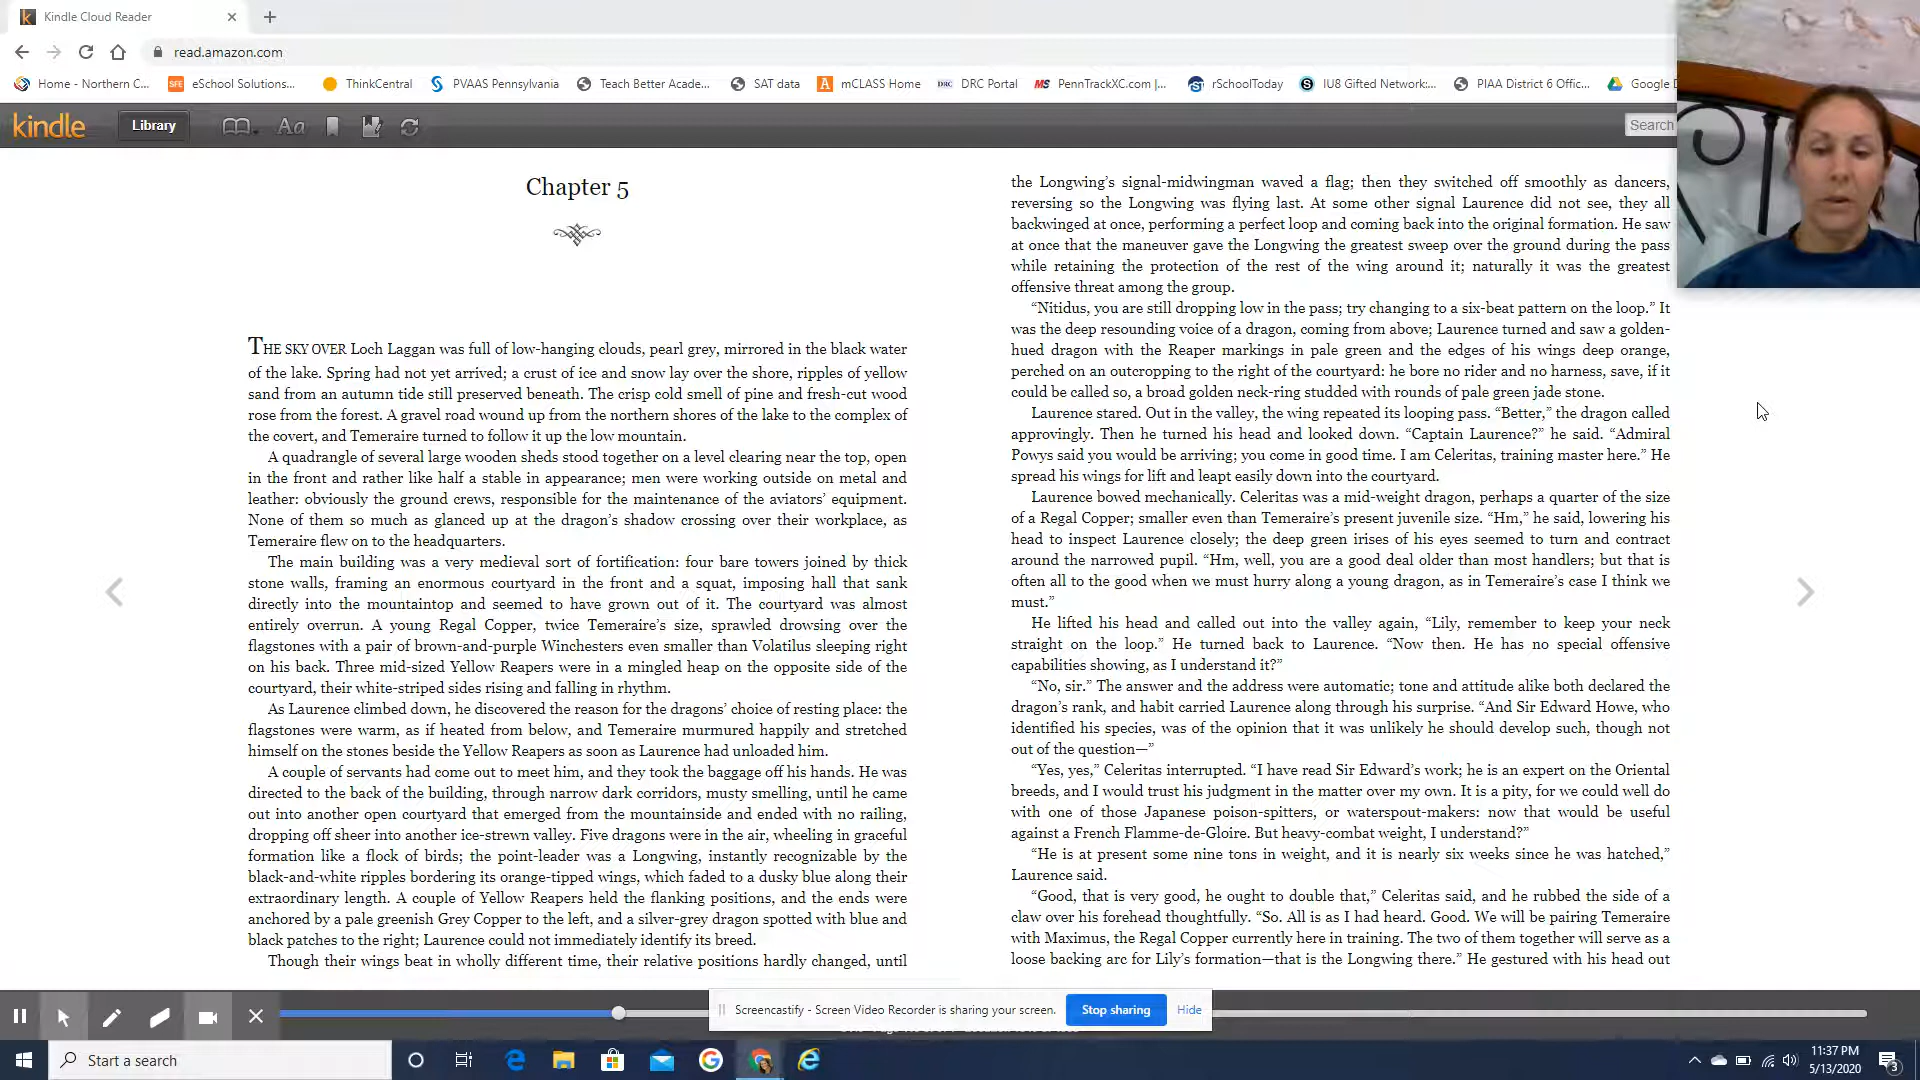 Kindle Cloud Reader
read.amazon.com
Home - Northern C... eSchool Solutions... ThinkCentral PVAAS Pennsylvania Teach Better Acade... SAT data mCLASS Home DRC Portal PennTrackXC.com |... rSchoolToday IU8 Gifted Network:... PIAA District 6 Offic... Google
kindle Library Aa Search
Chapter 5
THE SKY OVER Loch Laggan was full of low-hanging clouds, pearl grey, mirrored in the black water
of the lake. Spring had not yet arrived; a crust of ice and snow lay over the shore, ripples of yellow
sand from an autumn tide still preserved beneath. The crisp cold smell of pine and fresh-cut wood
rose from the forest. A gravel road wound up from the northern shores of the lake to the complex of
the covert, and Temeraire turned to follow it up the low mountain.
A quadrangle of several large wooden sheds stood together on a level clearing near the top, open
in the front and rather like half a stable in appearance; men were working outside on metal and
leather: obviously the ground crews, responsible for the maintenance of the aviators' equipment.
None of them so much as glanced up at the dragon's shadow crossing over their workplace, as
Temeraire flew on to the headquarters.
The main building was a very medieval sort of fortification: four bare towers joined by thick
stone walls, framing an enormous courtyard in the front and a squat, imposing hall that sank
directly into the mountaintop and seemed to have grown out of it. The courtyard was almost
entirely overrun. A young Regal Copper, twice Temeraire's size, sprawled drowsing over the
flagstones with a pair of brown-and-purple Winchesters even smaller than Volatilus sleeping right
on his back. Three mid-sized Yellow Reapers were in a mingled heap on the opposite side of the
courtyard, their white-striped sides rising and falling in rhythm.
As Laurence climbed down, he discovered the reason for the dragons' choice of resting place: the
flagstones were warm, as if heated from below, and Temeraire murmured happily and stretched
himself on the stones beside the Yellow Reapers as soon as Laurence had unloaded him.
A couple of servants had come out to meet him, and they took the baggage off his hands. He was
directed to the back of the building, through narrow dark corridors, musty smelling, until he came
out into another open courtyard that emerged from the mountainside and ended with no railing,
dropping off sheer into another ice-strewn valley. Five dragons were in the air, wheeling in graceful
formation like a flock of birds; the point-leader was a Longwing, instantly recognizable by the
black-and-white ripples bordering its orange-tipped wings, which faded to a dusky blue along their
extraordinary length. A couple of Yellow Reapers held the flanking positions, and the ends were
anchored by a pale greenish Grey Copper to the left, and a silver-grey dragon spotted with blue and
black patches to the right; Laurence could not immediately identify its breed.
Though their wings beat in wholly different time, their relative positions hardly changed, until
the Longwing's signal-midwingman waved a flag; then they switched off smoothly as dancers,
reversing so the Longwing was flying last. At some other signal Laurence did not see, they all
backwinged at once, performing a perfect loop and coming back into the original formation. He saw
at once that the maneuver gave the Longwing the greatest sweep over the ground during the pass
while retaining the protection of the rest of the wing around it; naturally it was the greatest
offensive threat among the group.
“Nitidus, you are still dropping low in the pass; try changing to a six-beat pattern on the loop.” It
was the deep resounding voice of a dragon, coming from above; Laurence turned and saw a golden-
hued dragon with the Reaper markings in pale green and the edges of his wings deep orange,
perched on an outcropping to the right of the courtyard: he bore no rider and no harness, save, if it
could be called so, a broad golden neck-ring studded with rounds of pale green jade stone.
Laurence stared. Out in the valley, the wing repeated its looping pass. “Better,” the dragon called
approvingly. Then he turned his head and looked down. “Captain Laurence?” he said. “Admiral
Powys said you would be arriving; you come in good time. I am Celeritas, training master here.” He
spread his wings for lift and leapt easily down into the courtyard.
Laurence bowed mechanically. Celeritas was a mid-weight dragon, perhaps a quarter of the size
of a Regal Copper; smaller even than Temeraire's present juvenile size. “Hm,” he said, lowering his
head to inspect Laurence closely; the deep green irises of his eyes seemed to turn and contract
around the narrowed pupil. “Hm, well, you are a good deal older than most handlers; but that is
often all to the good when we must hurry along a young dragon, as in Temeraire's case I think we
must.”
He lifted his head and called out into the valley again, “Lily, remember to keep your neck
straight on the loop.” He turned back to Laurence. “Now then. He has no special offensive
capabilities showing, as I understand it?”
“No, sir.” The answer and the address were automatic; tone and attitude alike both declared the
dragon's rank, and habit carried Laurence along through his surprise. “And Sir Edward Howe, who
identified his species, was of the opinion that it was unlikely he should develop such, though not
out of the question—”
“Yes, yes,” Celeritas interrupted. “I have read Sir Edward's work; he is an expert on the Oriental
breeds, and I would trust his judgment in the matter over my own. It is a pity, for we could well do
with one of those Japanese poison-spitters, or waterspout-makers: now that would be useful
against a French Flamme-de-Gloire. But heavy-combat weight, I understand?”
“He is at present some nine tons in weight, and it is nearly six weeks since he was hatched,”
Laurence said.
“Good, that is very good, he ought to double that,” Celeritas said, and he rubbed the side of a
claw over his forehead thoughtfully. “So. All is as I had heard. Good. We will be pairing Temeraire
with Maximus, the Regal Copper currently here in training. The two of them together will serve as a
loose backing arc for Lily's formation—that is the Longwing there.” He gestured with his head out
Screencastify - Screen Video Recorder is sharing your screen. Stop sharing Hide
Start a search
11:37 PM
5/13/2020
3